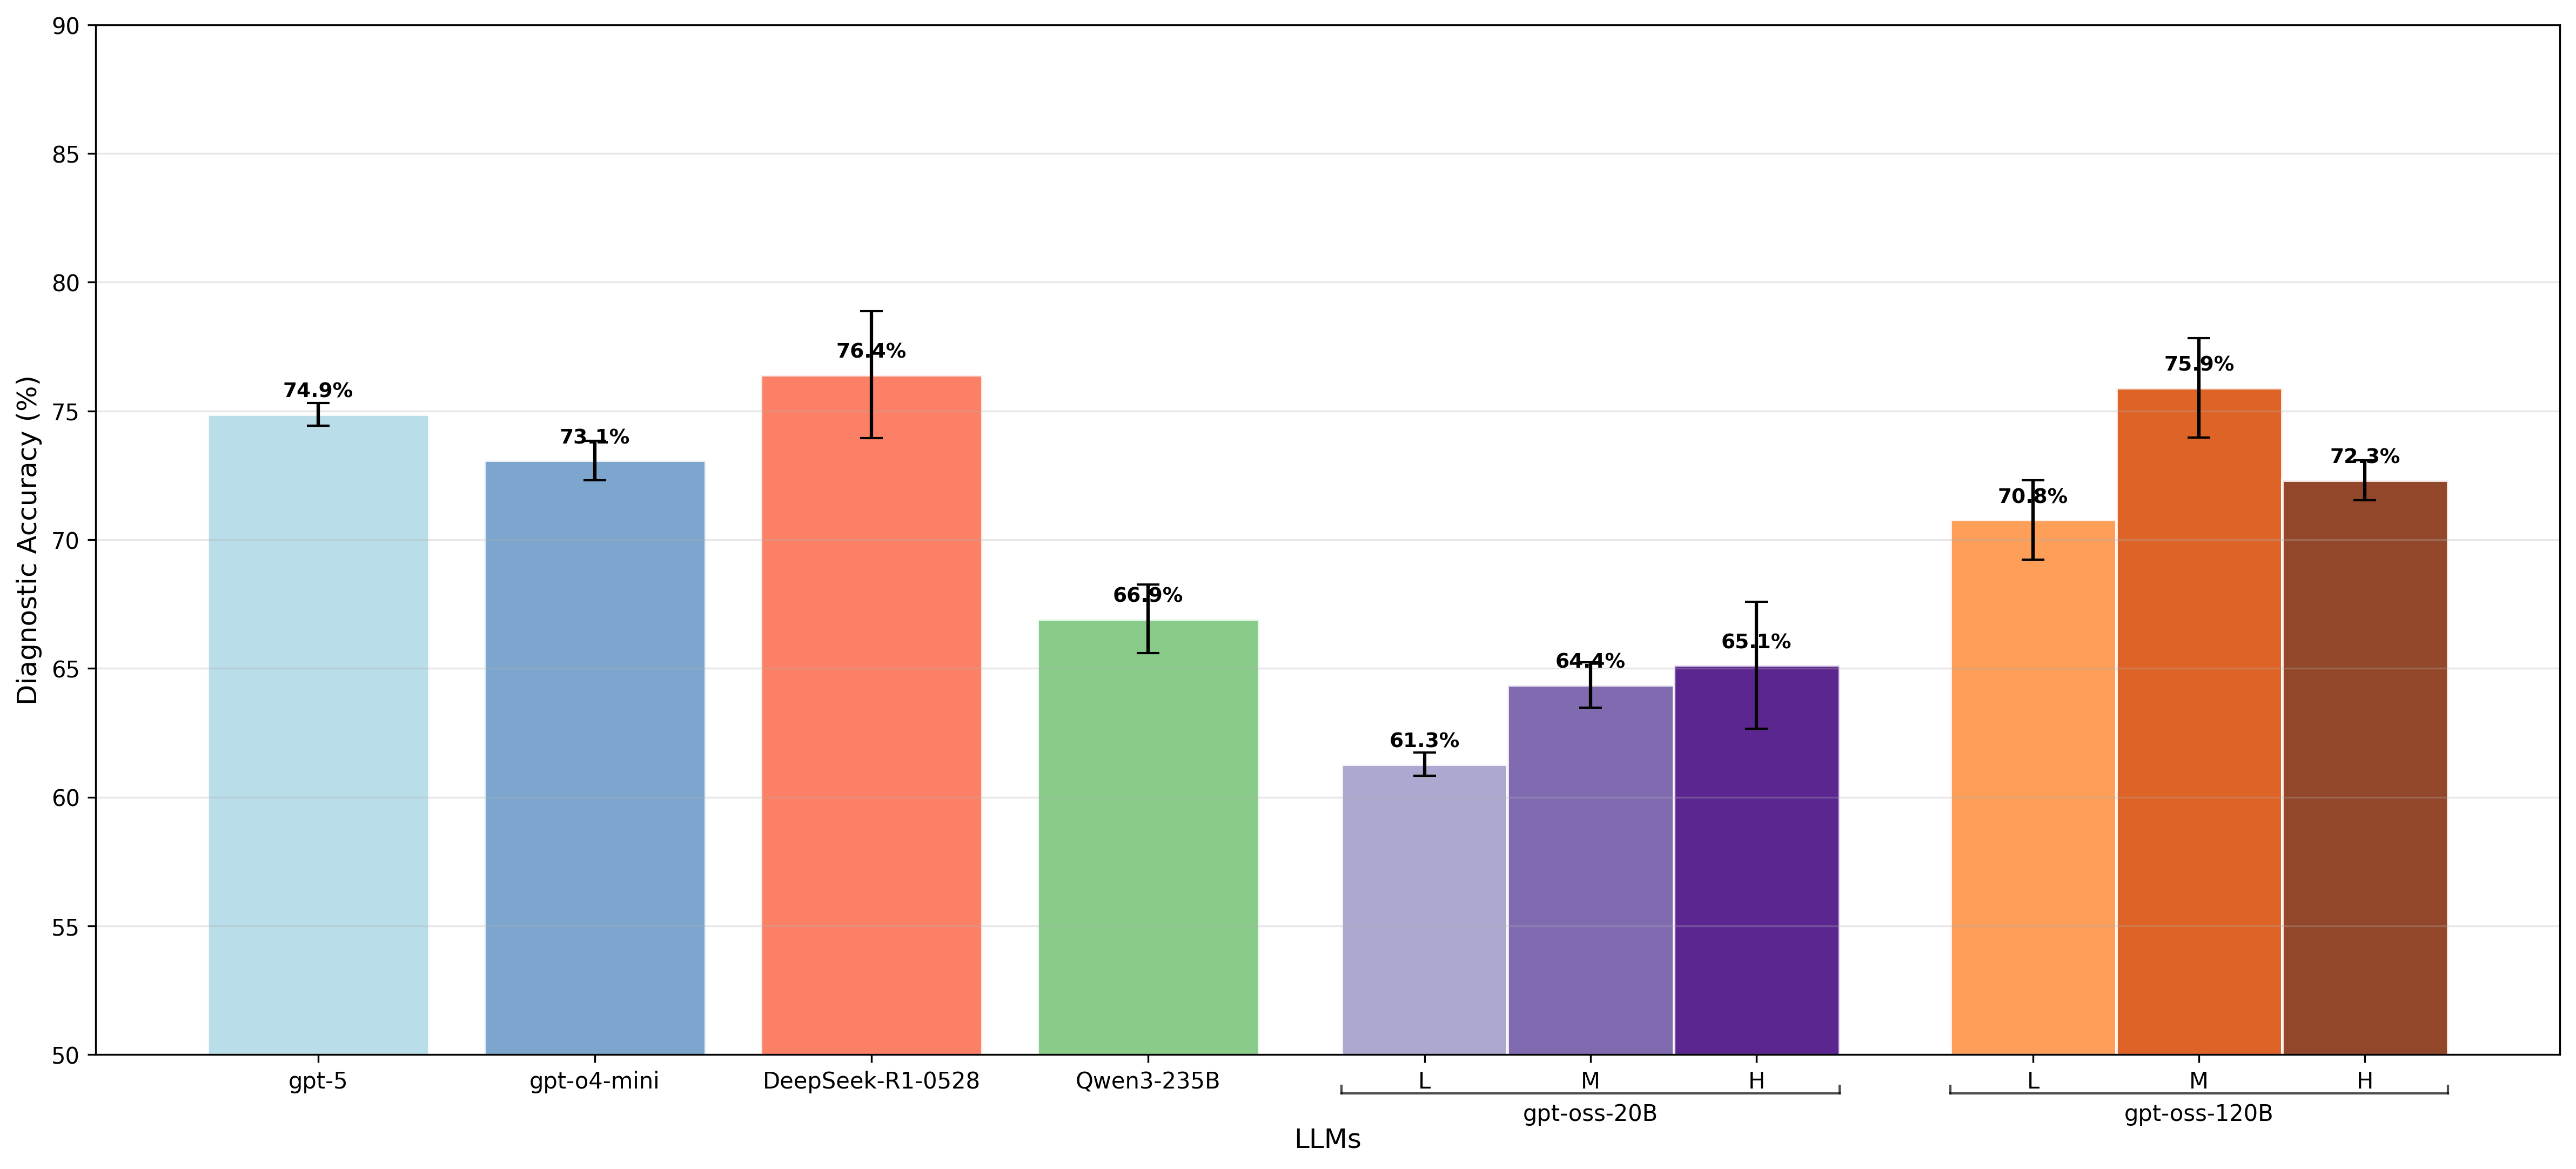 90
85
80
75
70
65
60
55
50
Diagnostic Accuracy (%)
74.9%
73.1%
76.4%
66.9%
61.3%
64.4%
65.1%
70.8%
75.9%
72.3%
gpt-5
gpt-o4-mini
DeepSeek-R1-0528
Qwen3-235B
L
M
H
L
M
H
gpt-oss-20B
gpt-oss-120B
LLMs